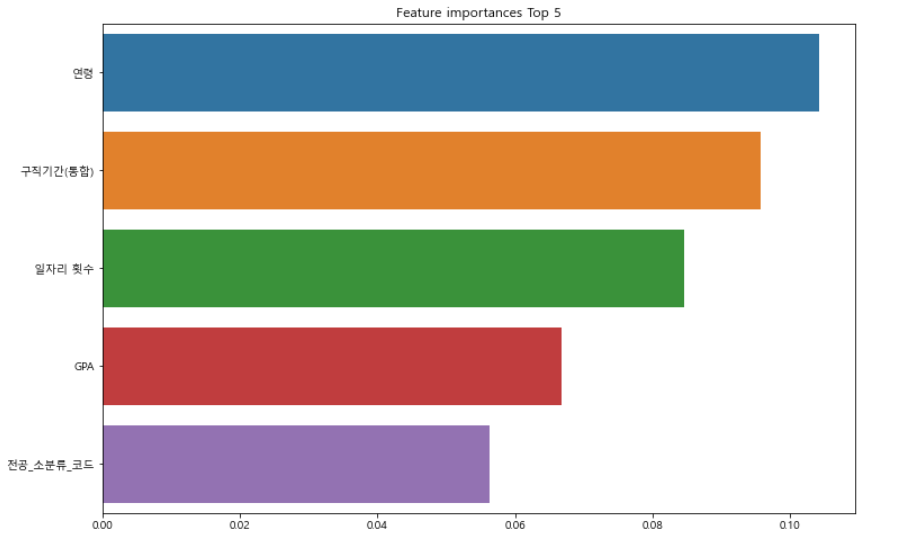 Feature importances Top 5
연령
구직기간(통합)
일자리 횟수
GPA
전공_소분류_코드
0.00 0.02 0.04 0.06 0.08 0.10